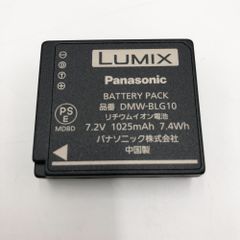 LUMIX
Panasonic
BATTERY PACK
品番 DMW-BLG10
リチウムイオン電池
7.2V 1025mAh 7.4Wh
パナソニック株式会社
中国製
PS
E
MDBD